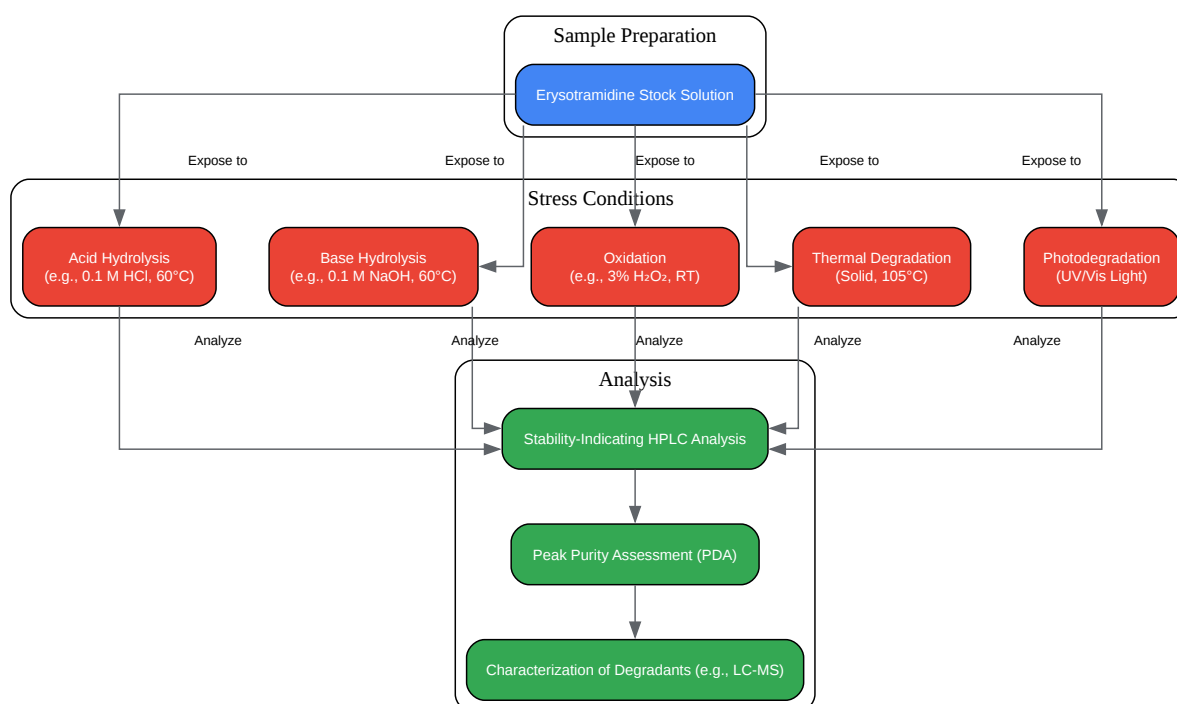 Sample Preparation
Erysotramidine Stock Solution
Expose to
Expose to
Expose to
Expose to
Expose to
Stress Conditions
Acid Hydrolysis
(e.g., 0.1 M HCl, 60°C)
Base Hydrolysis
(e.g., 0.1 M NaOH, 60°C)
Oxidation
(e.g., 3% H₂O₂, RT)
Thermal Degradation
(Solid, 105°C)
Photodegradation
(UV/Vis Light)
Analyze
Analyze
Analyze
Analyze
Analyze
Analysis
Stability-Indicating HPLC Analysis
Peak Purity Assessment (PDA)
Characterization of Degradants (e.g., LC-MS)